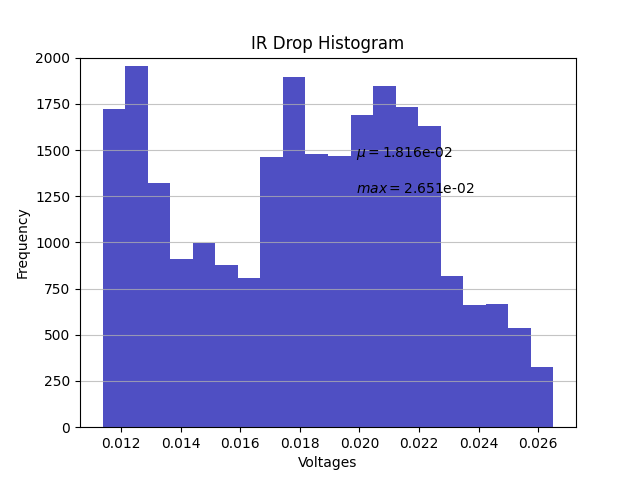 IR Drop Histogram
2000
1750
1500
1250
1000
750
500
250
0
Frequency
μ = 1.816e-02
max = 2.651e-02
0.012 0.014 0.016 0.018 0.020 0.022 0.024 0.026
Voltages